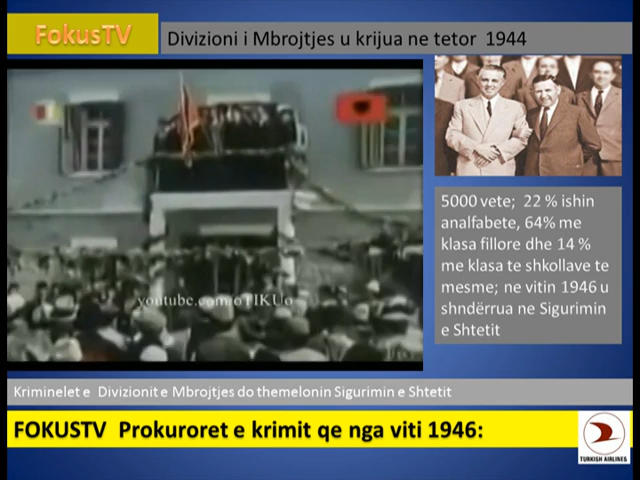 FokusTV
Divizioni i Mbrojtjes u krijua ne tetor 1944
youtube.com/oTIKUo
5000 vete; 22 % ishin
analfabete, 64% me
klasa fillore dhe 14 %
me klasa te shkollave te
mesme; ne vitin 1946 u
shndërrua ne Sigurimin
e Shtetit
Kriminelet e Divizionit e Mbrojtjes do themelonin Sigurimin e Shtetit
FOKUSTV Prokuroret e krimit qe nga viti 1946:
TURKISH AIRLINES